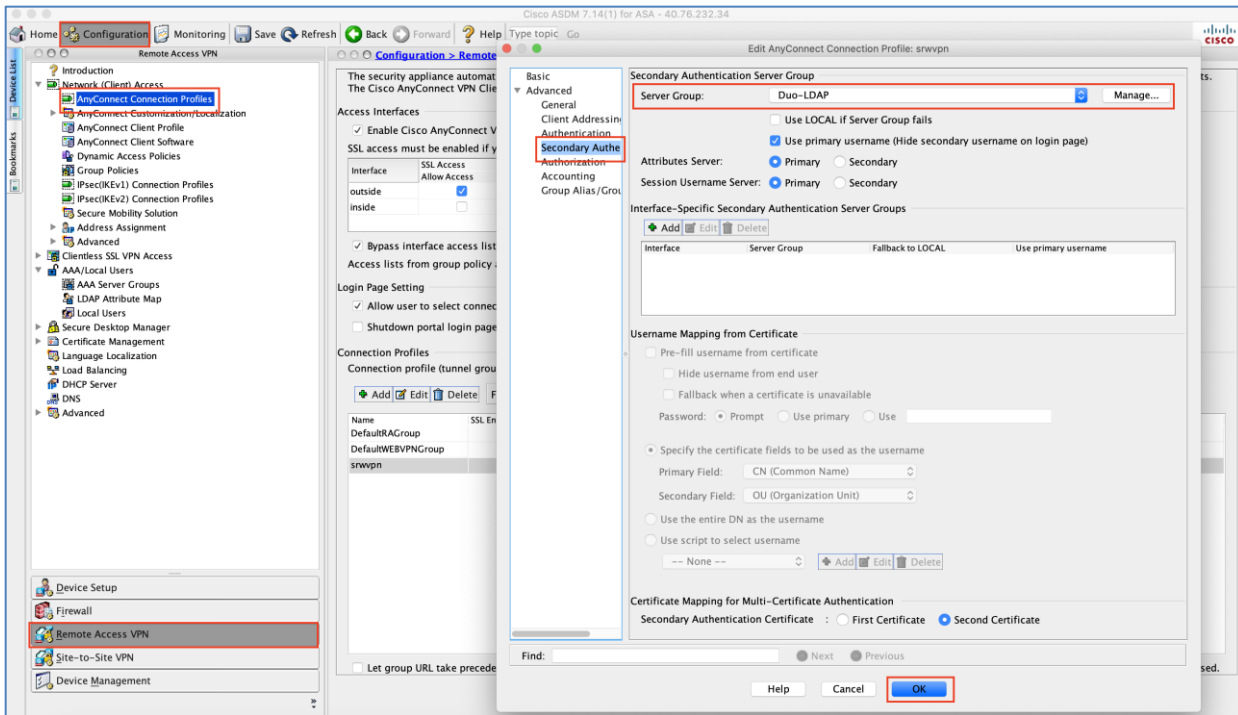 Cisco ASDM 7.14(1) for ASA - 40.76.232.34
Home Configuration Monitoring Save Refresh Back Forward Help Type topic Go
CISCO
Device List
Bookmarks
Remote Access VPN
Introduction
Network (Client) Access
AnyConnect Connection Profiles
AnyConnect Customization/Localization
AnyConnect Client Profile
AnyConnect Client Software
Dynamic Access Policies
Group Policies
IPsec(IKEv1) Connection Profiles
IPsec(IKEv2) Connection Profiles
Secure Mobility Solution
Address Assignment
Advanced
Clientless SSL VPN Access
AAA/Local Users
AAA Server Groups
LDAP Attribute Map
Local Users
Secure Desktop Manager
Certificate Management
Language Localization
Load Balancing
DHCP Server
DNS
Advanced
Device Setup
Firewall
Remote Access VPN
Site-to-Site VPN
Device Management
Configuration > Remote
The security appliance automat
The Cisco AnyConnect VPN Clie
ts.
Access Interfaces
Enable Cisco AnyConnect V
SSL access must be enabled if y
Interface
SSL Access
Allow Access
outside
inside
Bypass interface access list
Access lists from group policy
Login Page Setting
Allow user to select connec
Shutdown portal login page
Connection Profiles
Connection profile (tunnel grou
Add Edit Delete F
Name SSL En
DefaultRAGroup
DefaultWEBVPNGroup
srwvpn
Let group URL take precede
sed.
Edit AnyConnect Connection Profile: srwvpn
Basic
Advanced
General
Client Addressin
Authentication
Secondary Authe
Authorization
Accounting
Group Alias/Grou
Secondary Authentication Server Group
Server Group: Duo-LDAP Manage...
Use LOCAL if Server Group fails
Use primary username (Hide secondary username on login page)
Attributes Server: Primary Secondary
Session Username Server: Primary Secondary
Interface-Specific Secondary Authentication Server Groups
Add Edit Delete
Interface Server Group Fallback to LOCAL Use primary username
Username Mapping from Certificate
Pre-fill username from certificate
Hide username from end user
Fallback when a certificate is unavailable
Password: Prompt Use primary Use
Specify the certificate fields to be used as the username
Primary Field: CN (Common Name)
Secondary Field: OU (Organization Unit)
Use the entire DN as the username
Use script to select username
-- None -- Add Edit Delete
Certificate Mapping for Multi-Certificate Authentication
Secondary Authentication Certificate : First Certificate Second Certificate
Find: Next Previous
Help Cancel OK